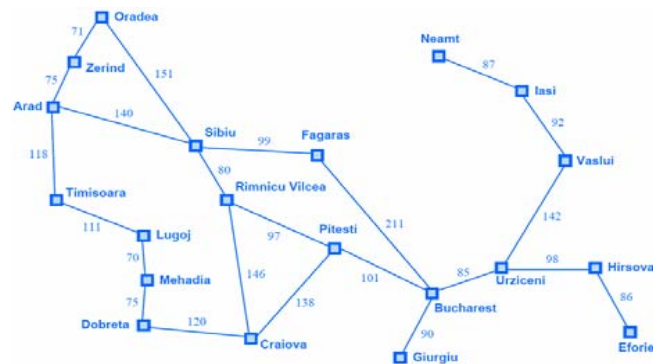 Oradea
71
Neamt
87
Zerind
151
75
Iasi
Arad
140
92
Sibiu
99
Fagaras
118
80
Vaslui
Timisoara
Rimnicu Vilcea
111
97
Pitesti
211
142
Lugoj
70
146
101
85
98
Hirsova
Mehadia
138
Urziceni
75
86
Bucharest
Dobreta
120
90
Craiova
Giurgiu
Eforie